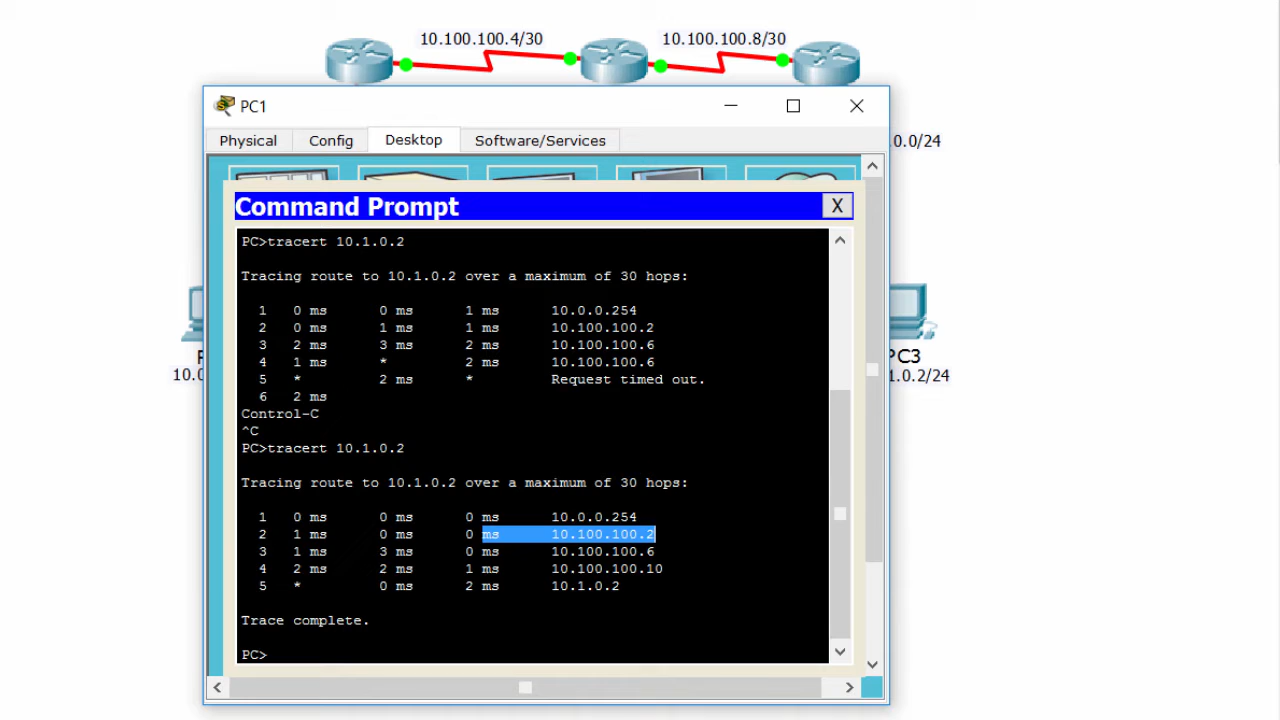 10.100.100.4/30 10.100.100.8/30
PC1
Physical Config Desktop Software/Services
0.0/24
Command Prompt X
PC>tracert 10.1.0.2
Tracing route to 10.1.0.2 over a maximum of 30 hops:
1 0 ms 0 ms 1 ms 10.0.0.254
2 0 ms 1 ms 1 ms 10.100.100.2
3 2 ms 3 ms 2 ms 10.100.100.6
4 1 ms * 2 ms 10.100.100.6
5 * 2 ms * Request timed out.
6 2 ms
Control-C
^C
PC>tracert 10.1.0.2
Tracing route to 10.1.0.2 over a maximum of 30 hops:
1 0 ms 0 ms 0 ms 10.0.0.254
2 1 ms 0 ms 0 ms 10.100.100.2
3 1 ms 3 ms 0 ms 10.100.100.6
4 2 ms 2 ms 1 ms 10.100.100.10
5 * 0 ms 2 ms 10.1.0.2
Trace complete.
PC>
10.0
PC3
1.0.2/24